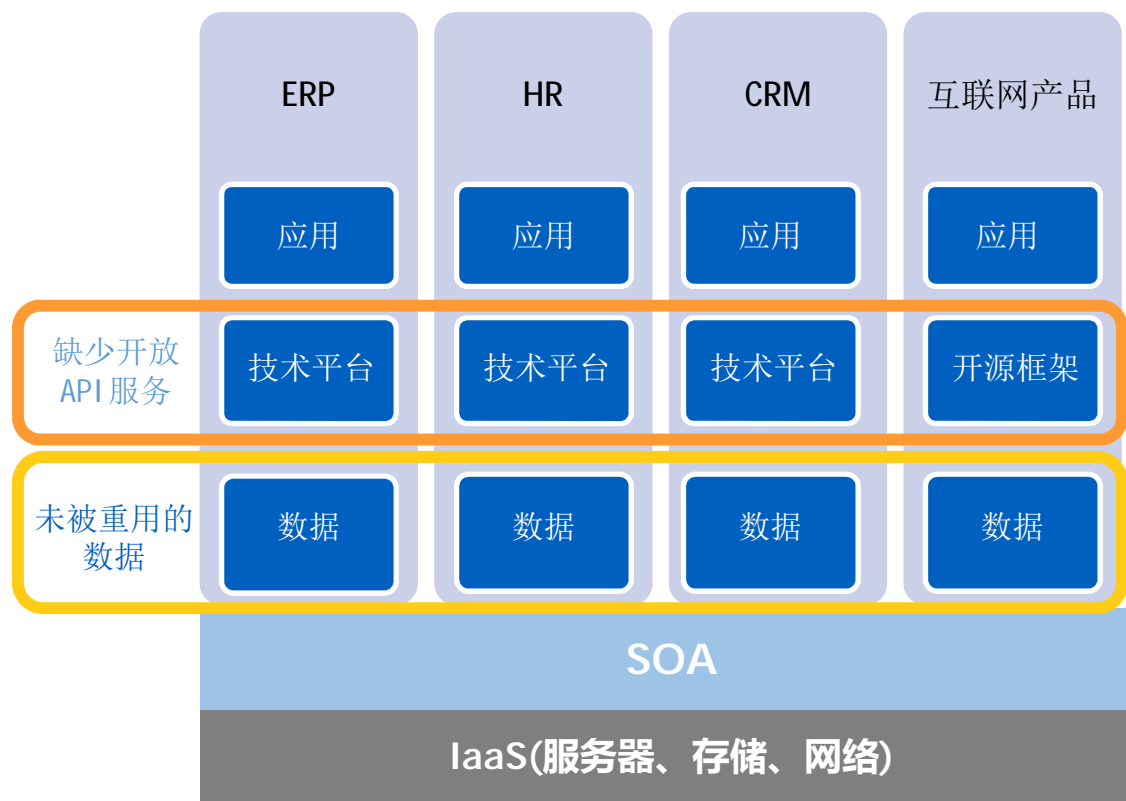 ERP
HR
CRM
互联网产品
应用
应用
应用
应用
缺少开放
API服务
技术平台
技术平台
技术平台
开源框架
未被重用的
数据
数据
数据
数据
数据
SOA
IaaS(服务器、存储、网络)